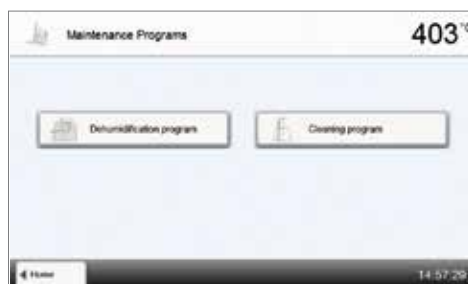 Maintenance Programs
403 °C
Dehumidification program
Cleaning program
Home
14:57:29